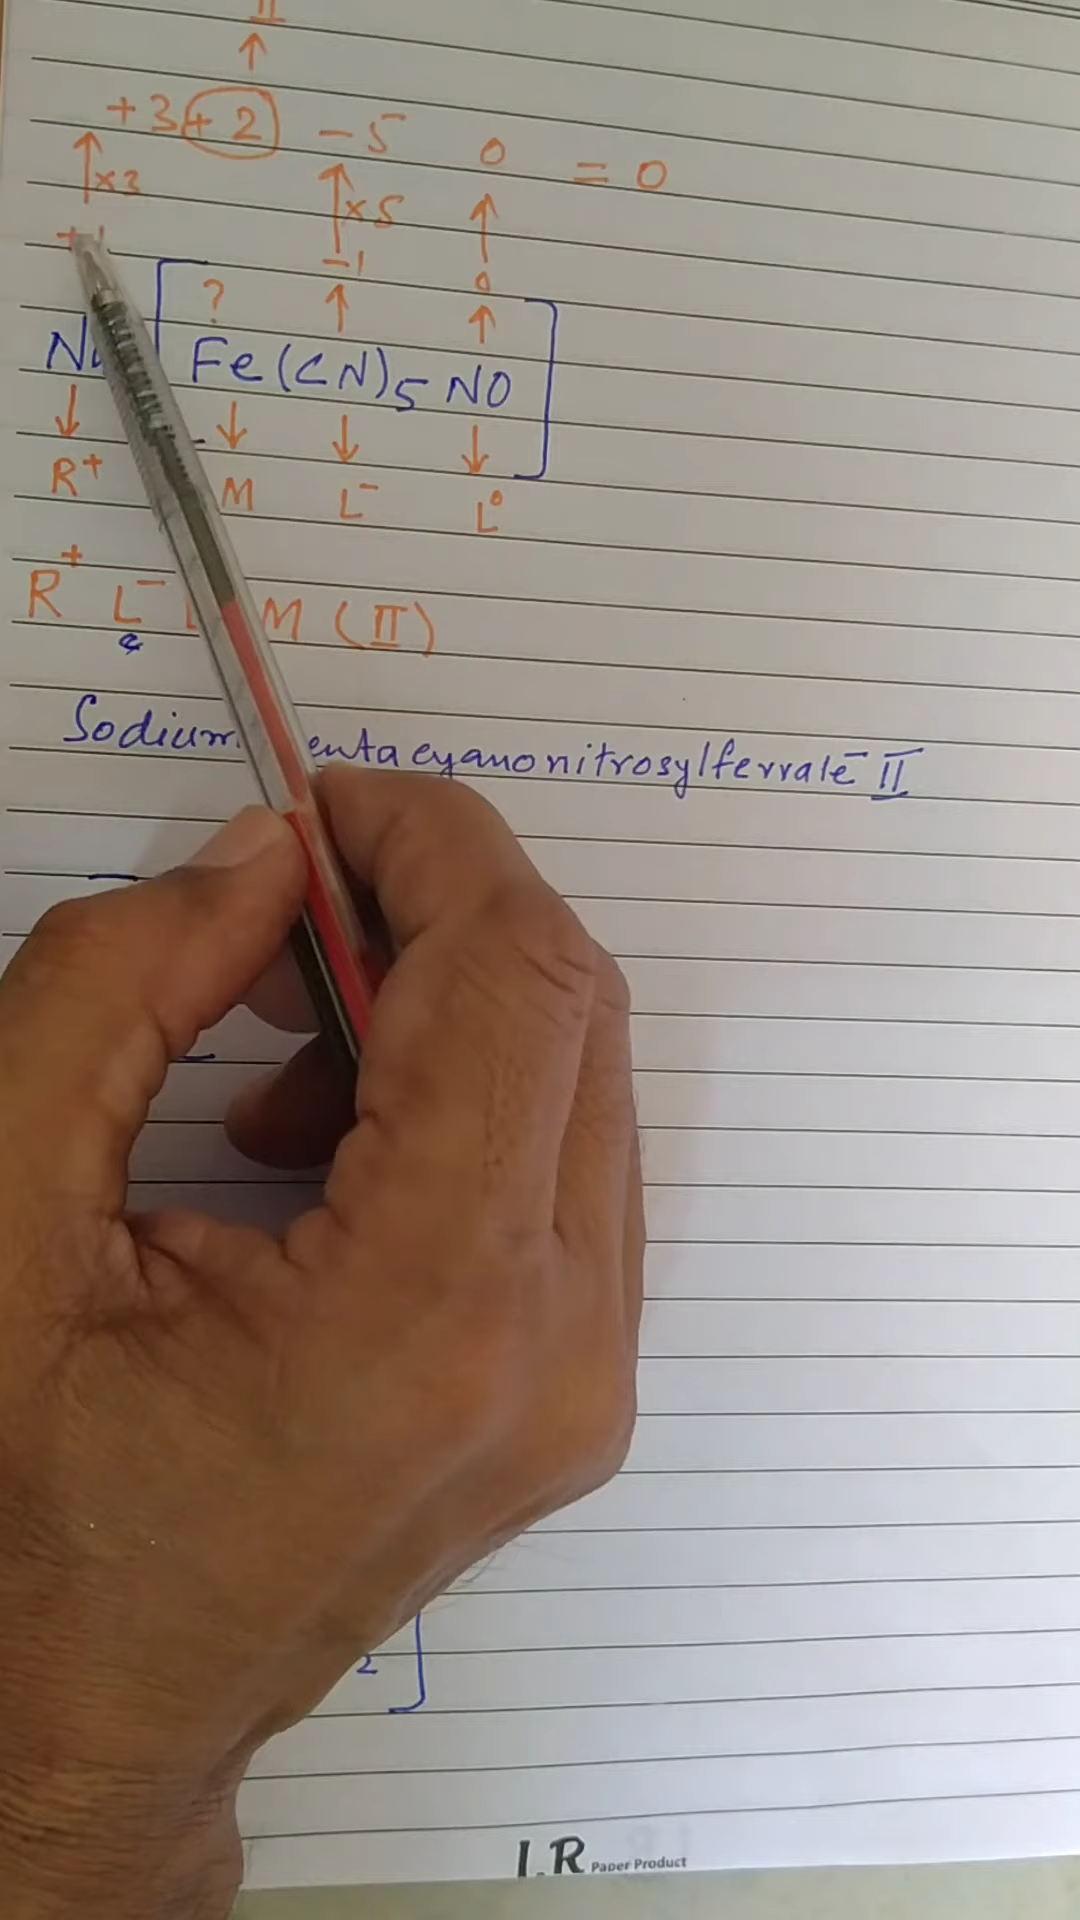 II
↑
+3 +2 -5 0 = 0
↑×3 ↑×5 ↑
-1 0
? ↑ ↑
[Fe(CN)5 NO]
↓ ↓ ↓ ↓
R+ M L- L0
R+ L- M (II)
Sodium entacyanonitrosylferrate II
2 ]
I.R Paper Product